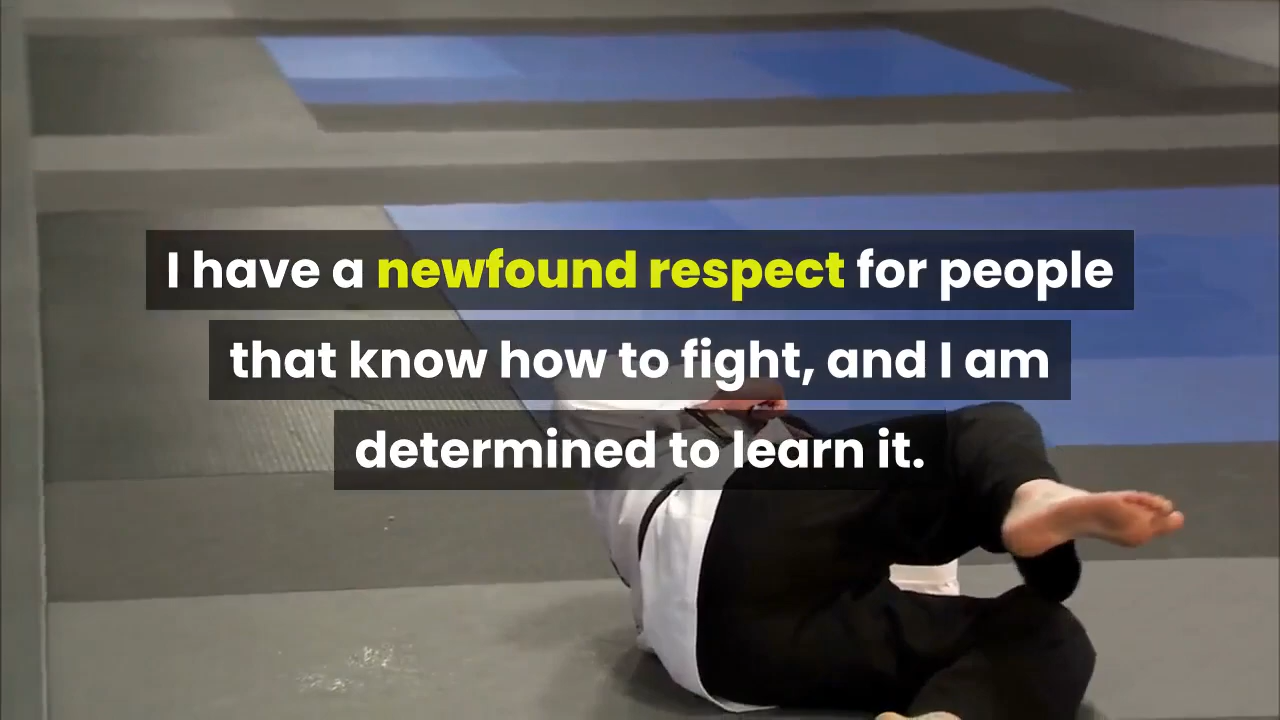 I have a newfound respect for people
that know how to fight, and I am
determined to learn it.